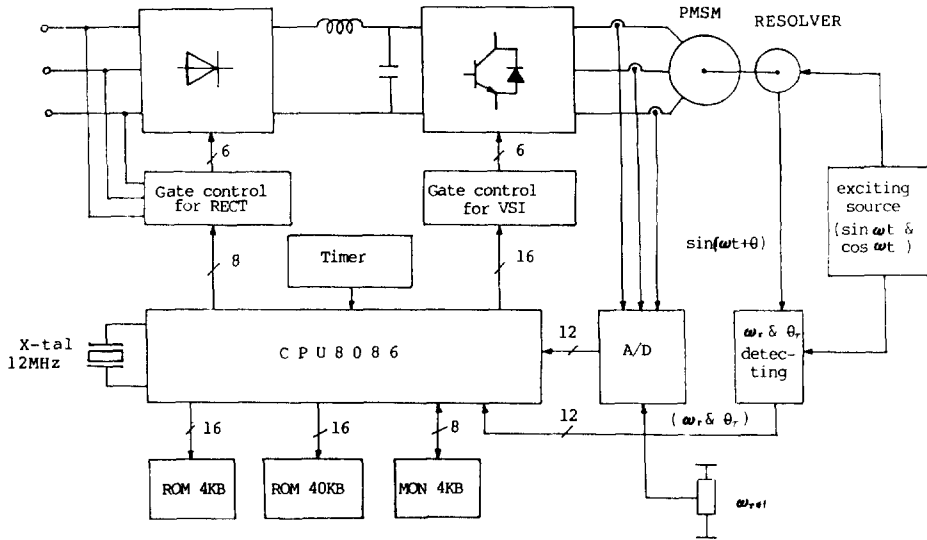 PMSM
RESOLVER
6
6
Gate control
for RECT
Gate control
for VSI
exciting
source
(sin ωt &
cos ωt )
sin(ωt+θ)
8
Timer
16
X-tal
12MHz
CPU8086
12
A/D
ωr & θr
detec-
ting
16
16
8
12
( ωr & θr )
ROM 4KB
ROM 40KB
MON 4KB